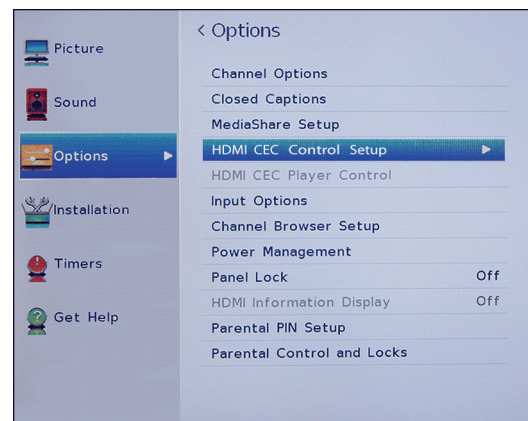 Picture
Sound
Options
Installation
Timers
Get Help
< Options
Channel Options
Closed Captions
MediaShare Setup
HDMI CEC Control Setup
HDMI CEC Player Control
Input Options
Channel Browser Setup
Power Management
Panel Lock Off
HDMI Information Display Off
Parental PIN Setup
Parental Control and Locks